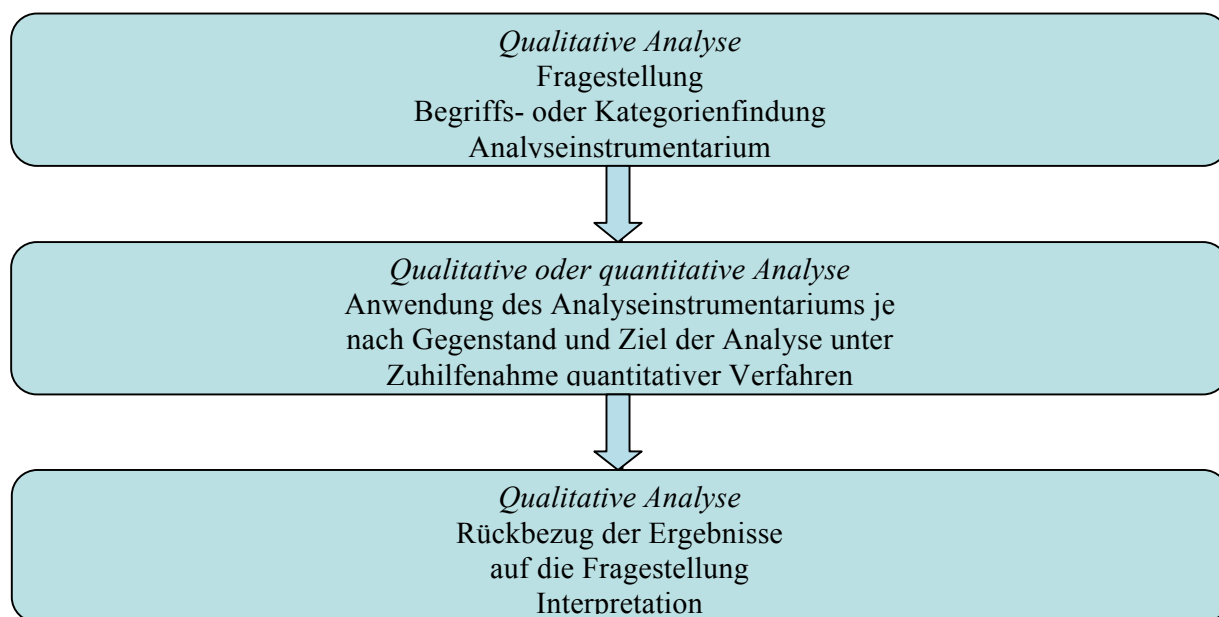 Qualitative Analyse
Fragestellung
Begriffs- oder Kategorienfindung
Analyseinstrumentarium
Qualitative oder quantitative Analyse
Anwendung des Analyseinstrumentariums je
nach Gegenstand und Ziel der Analyse unter
Zuhilfenahme quantitativer Verfahren
Qualitative Analyse
Rückbezug der Ergebnisse
auf die Fragestellung
Interpretation